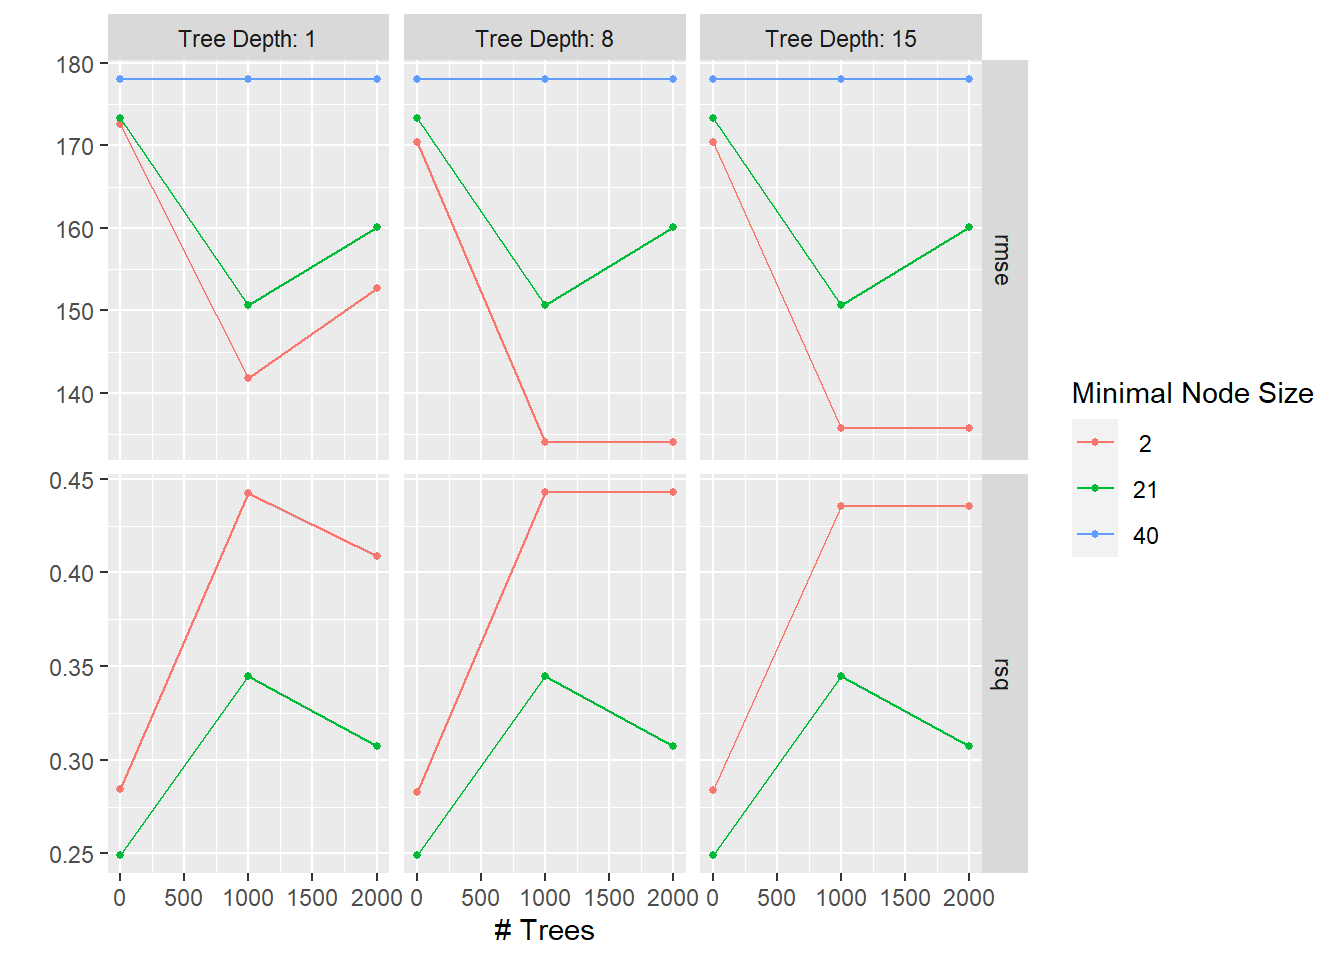 Tree Depth: 1
Tree Depth: 8
Tree Depth: 15
180
170
160
150
140
rmse
0.45
0.40
0.35
0.30
0.25
rsq
0 500 1000 1500 2000
0 500 1000 1500 2000
0 500 1000 1500 2000
# Trees
Minimal Node Size
2
21
40